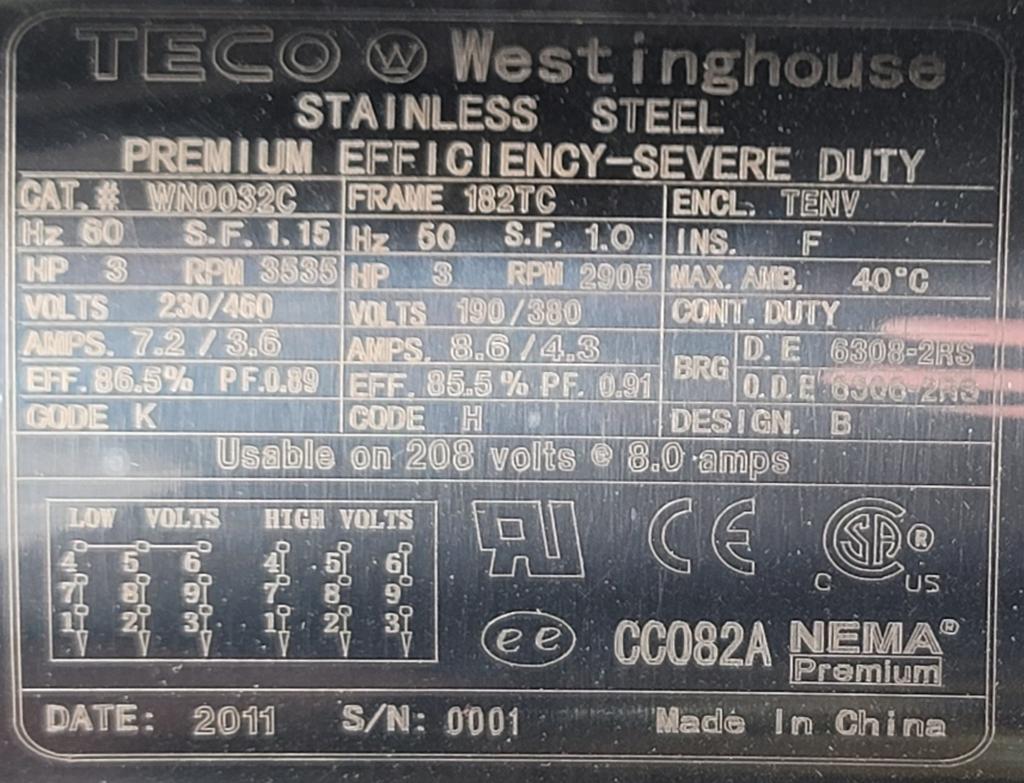 TECO W Westinghouse
STAINLESS STEEL
PREMIUM EFFICIENCY-SEVERE DUTY
CAT.# WN0032C FRAME 182TC ENCL. TENV
Hz 60 S.F. 1.15 Hz 50 S.F. 1.0 INS. F
HP 3 RPM 3535 HP 3 RPM 2905 MAX. AMB. 40°C
VOLTS 230/460 VOLTS 190/380 CONT. DUTY
AMPS. 7.2/3.6 AMPS. 8.6/4.3 BRG D.E 6308-2RS
EFF. 86.5% PF.0.89 EFF. 85.5% PF. 0.91 O.D.E 6306-2RS
CODE K CODE H DESIGN. B
Usable on 208 volts @ 8.0 amps
LOW VOLTS HIGH VOLTS
4 5 6 4 5 6
7 8 9 7 8 9
1 2 3 1 2 3
RU CE CSA ® C US
ee CC082A NEMA® Premium
DATE: 2011 S/N: 0001 Made In China